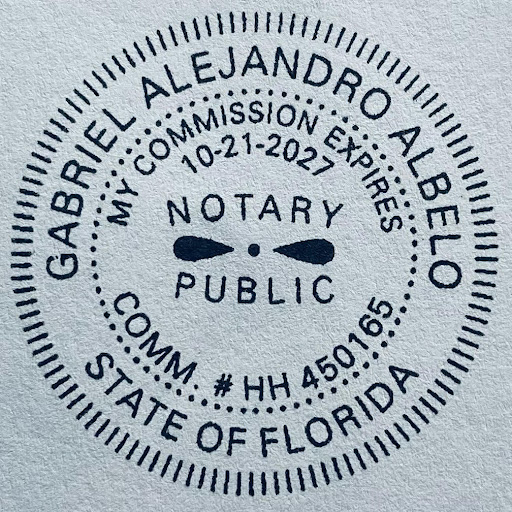 GABRIEL ALEJANDRO ALBELO
MY COMMISSION EXPIRES
10-21-2027
NOTARY
PUBLIC
COMM. # HH 450165
STATE OF FLORIDA